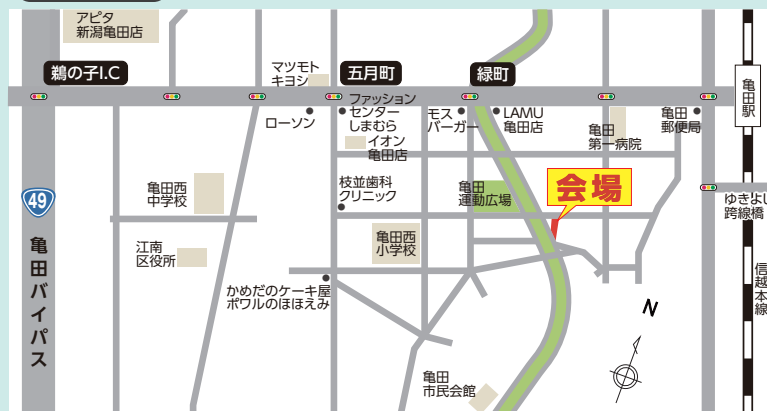 アピタ
新潟亀田店
鵜の子I.C
マツモト
キヨシ
五月町
緑町
亀田駅
ローソン
ファッション
センター
しまむら
イオン
亀田店
モス
バーガー
LAMU
亀田店
亀田
第一病院
亀田
郵便局
49
亀田バイパス
亀田西
中学校
枝並歯科
クリニック
亀田
運動広場
会場
ゆきよし
跨線橋
江南
区役所
亀田西
小学校
かめだのケーキ屋
ポワルのほほえみ
信越本線
N
亀田
市民会館